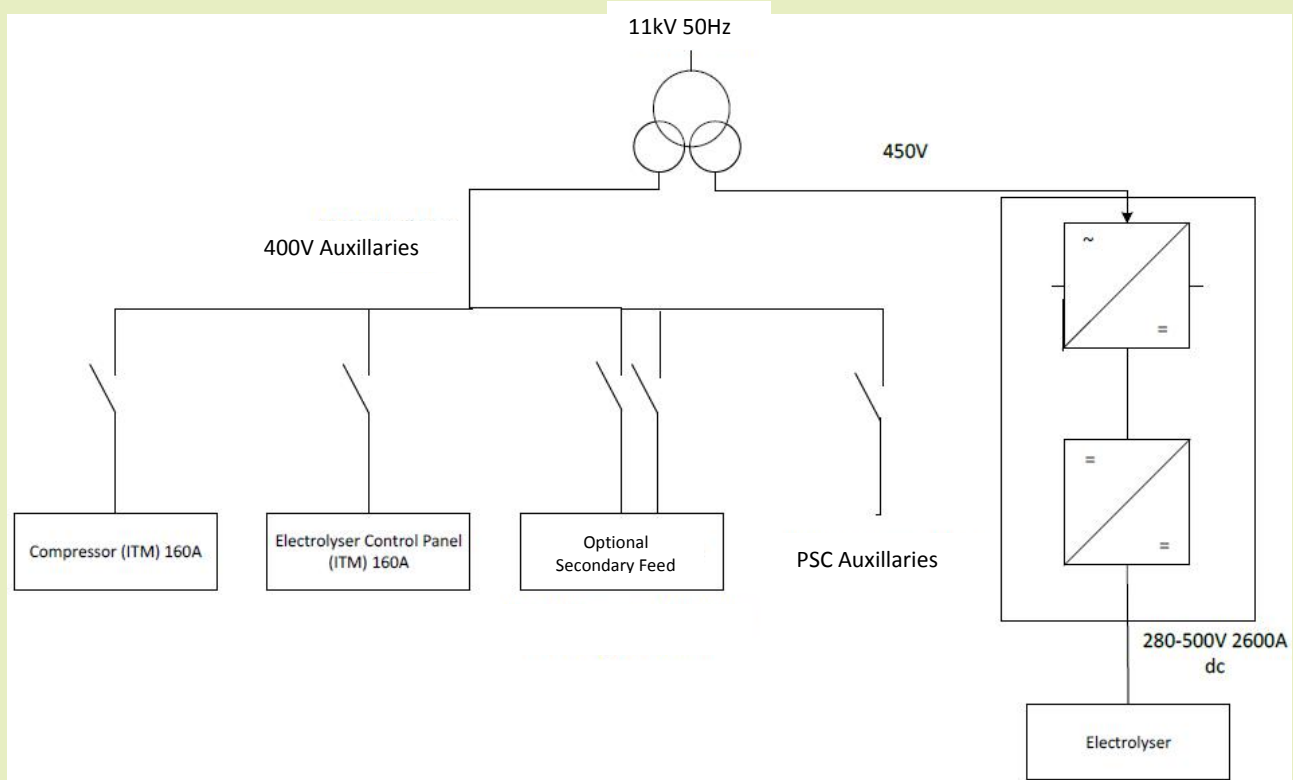 11kV 50Hz
450V
400V Auxillaries
~
=
=
=
Compressor (ITM) 160A
Electrolyser Control Panel
(ITM) 160A
Optional
Secondary Feed
PSC Auxillaries
280-500V 2600A
dc
Electrolyser